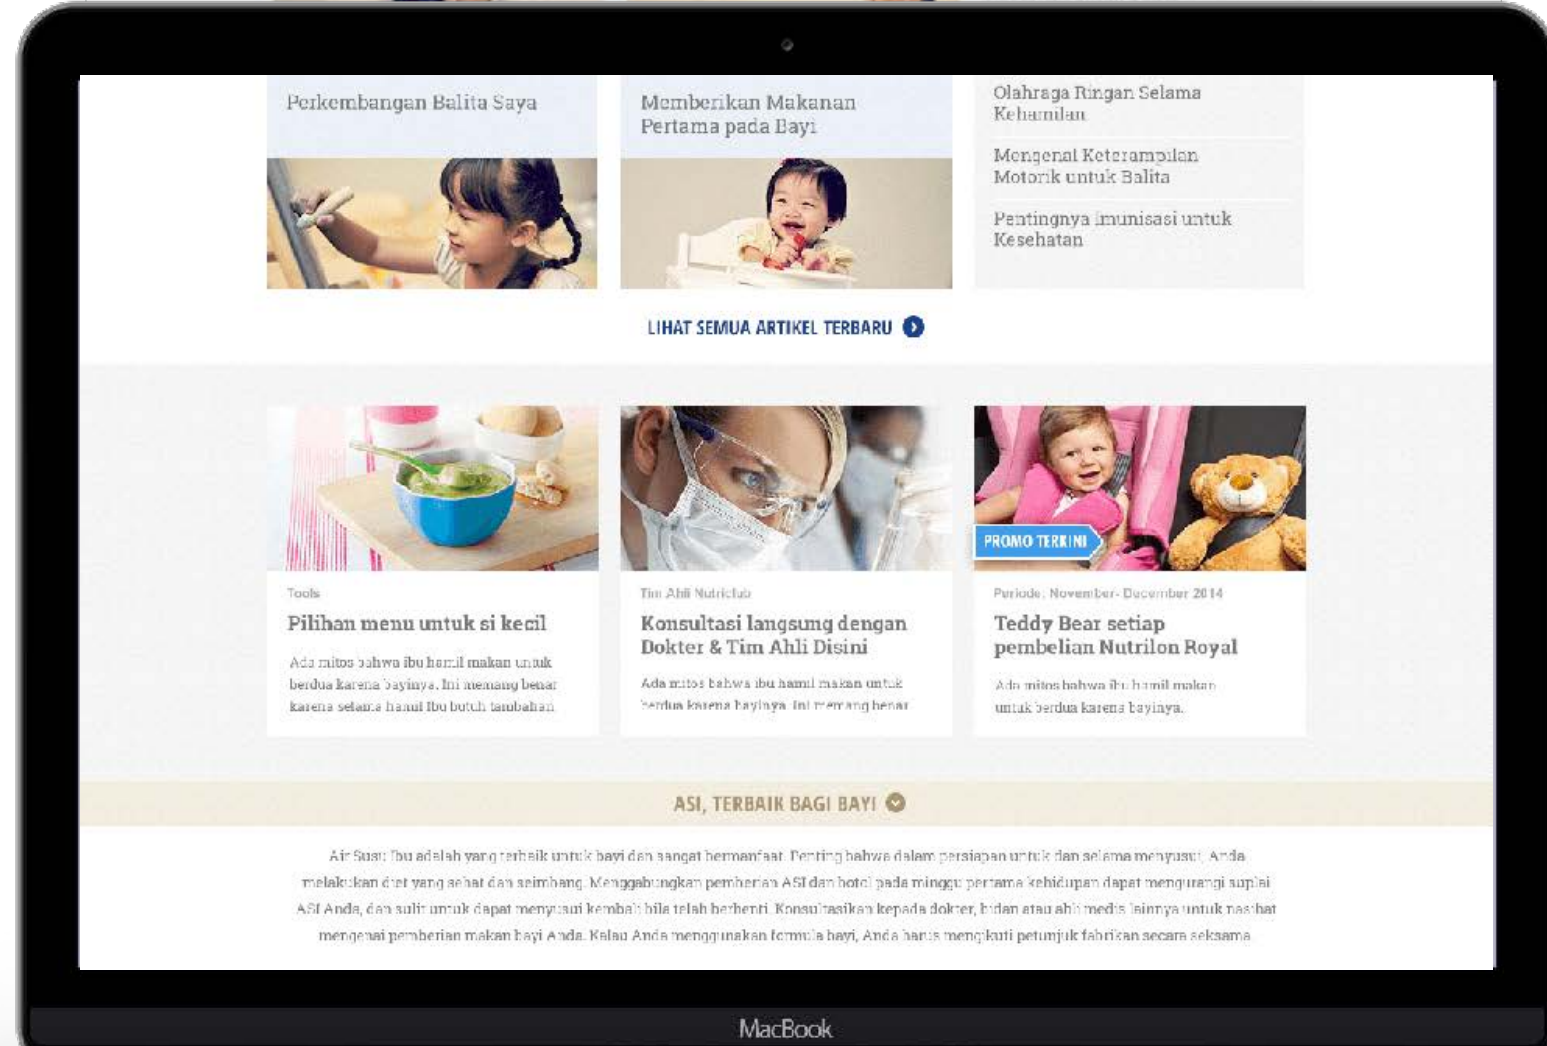 Perkembangan Balita Saya
Memberikan Makanan
Pertama pada Bayi
Olahraga Ringan Selama
Kehamilan
Mengenal Keterampilan
Motorik untuk Balita
Pentingnya Imunisasi untuk
Kesehatan
LIHAT SEMUA ARTIKEL TERBARU
Tools
Pilihan menu untuk si kecil
Ada mitos bahwa ibu hamil makan untuk
berdua karena bayinya. Ini memang benar
karena selama hamil Ibu butuh tambahan
Tim Ahli Nutriclub
Konsultasi langsung dengan
Dokter & Tim Ahli Disini
Ada mitos bahwa ibu hamil makan untuk
berdua karena bayinya. Ini memang benar
PROMO TERKINI
Periode, November- December 2014
Teddy Bear setiap
pembelian Nutrilon Royal
Ada mitos bahwa ibu hamil makan
untuk berdua karena bayinya.
ASI, TERBAIK BAGI BAYI
Air Susu Ibu adalah yang terbaik untuk bayi dan sangat bermanfaat. Penting bahwa dalam persiapan untuk dan selama menyusui, Anda
melakukan diet yang sehat dan seimbang. Menggabungkan pemberian ASI dan botol pada minggu pertama kehidupan dapat mengurangi suplai
ASI Anda, dan sulit untuk dapat menyusui kembali bila telah berhenti. Konsultasikan kepada dokter, bidan atau ahli medis lainnya untuk nasihat
mengenai pemberian makan bayi Anda. Kalau Anda menggunakan formula bayi, Anda harus mengikuti petunjuk fabrikan secara seksama
MacBook